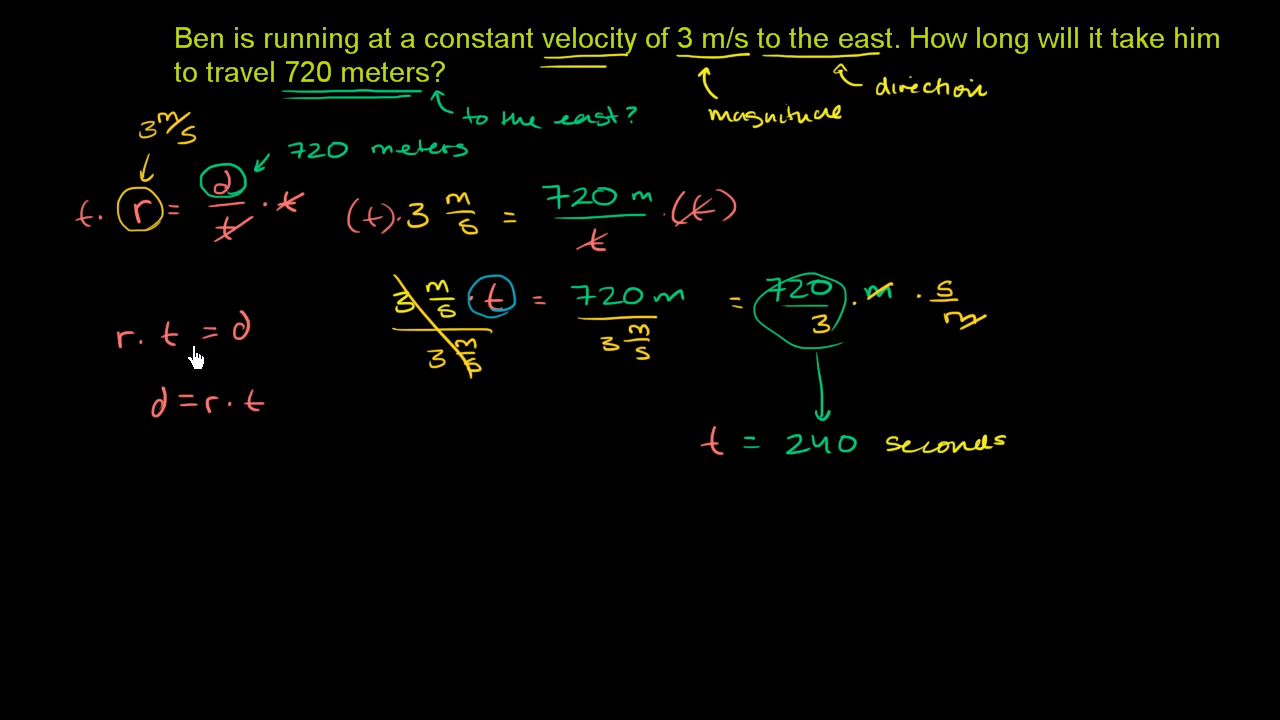 Ben is running at a constant velocity of 3 m/s to the east. How long will it take him
to travel 720 meters?
direction
magnitude
to the east?
3 m/s
720 meters
t · r = d/t · t
(t) · 3 m/s = 720 m/t · (t)
3 m/s · t / 3 m/s = 720 m / 3 m/s = 720/3 · m · s/m
r · t = d
d = r · t
t = 240 seconds